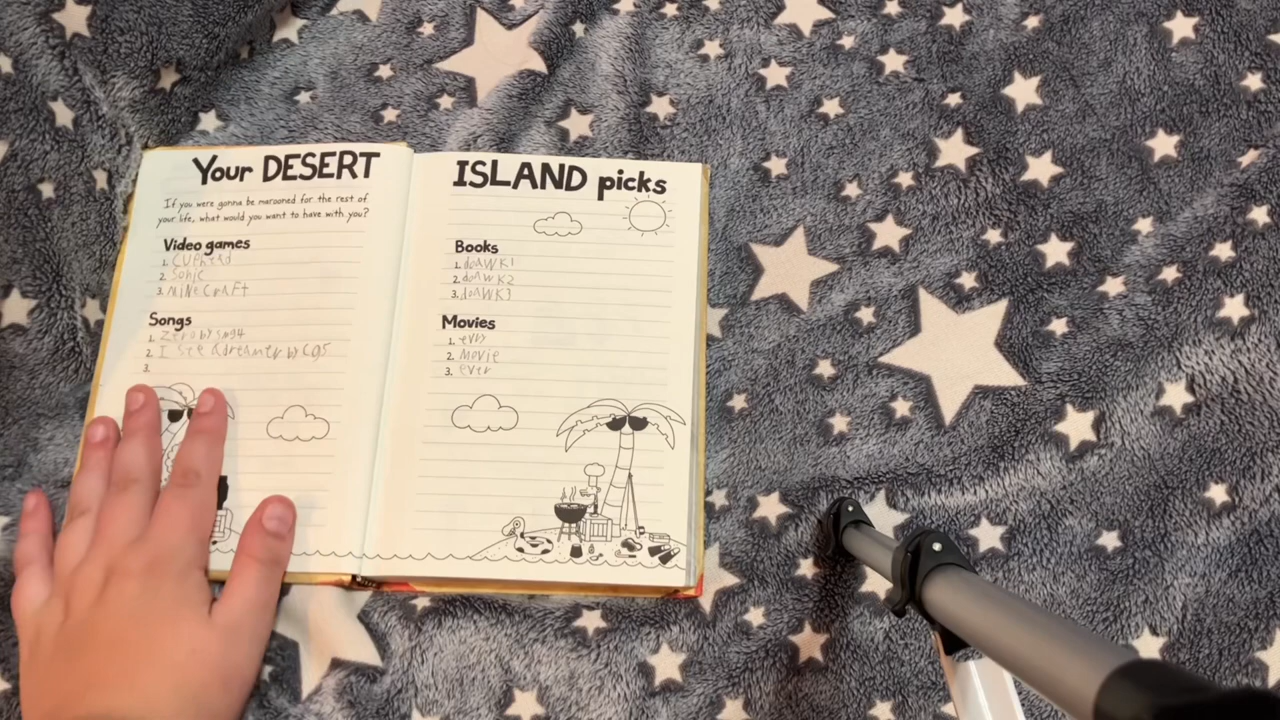 Your DESERT
If you were gonna be marooned for the rest of
your life, what would you want to have with you?
Video games
1. CUPhead
2. Sonic
3. MiNeCrAFt
Songs
1. Zero by smg4
2. I See A dreamer by CG5
3.
ISLAND picks
Books
1. doAWK1
2. doAWK2
3. doAWK3
Movies
1. evry
2. Movie
3. ever